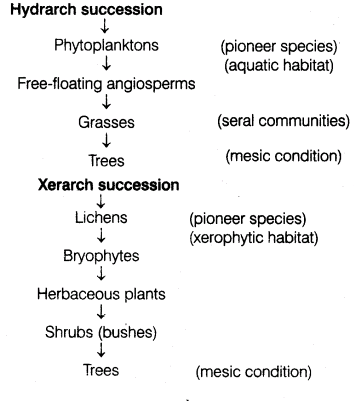 Hydrarch succession
↓
Phytoplanktons (pioneer species)
↓ (aquatic habitat)
Free-floating angiosperms
↓
Grasses (seral communities)
↓
Trees (mesic condition)
Xerarch succession
↓
Lichens (pioneer species)
↓ (xerophytic habitat)
Bryophytes
↓
Herbaceous plants
↓
Shrubs (bushes)
↓
Trees (mesic condition)